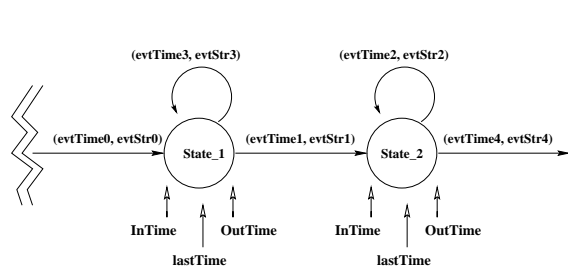 (evtTime3, evtStr3)
(evtTime2, evtStr2)
(evtTime0, evtStr0)
(evtTime1, evtStr1)
(evtTime4, evtStr4)
State_1
State_2
InTime
OutTime
InTime
OutTime
lastTime
lastTime